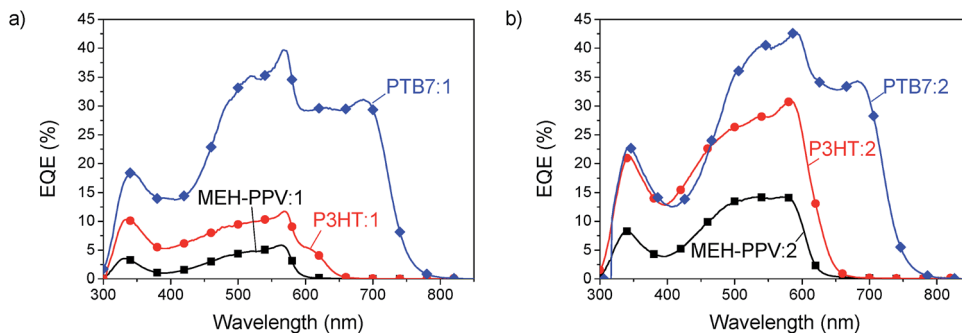 a)
45
40
35
30
25
20
15
10
5
0
EQE (%)
PTB7:1
MEH-PPV:1
P3HT:1
300 400 500 600 700 800
Wavelength (nm)
b)
45
40
35
30
25
20
15
10
5
0
EQE (%)
PTB7:2
P3HT:2
MEH-PPV:2
300 400 500 600 700 800
Wavelength (nm)